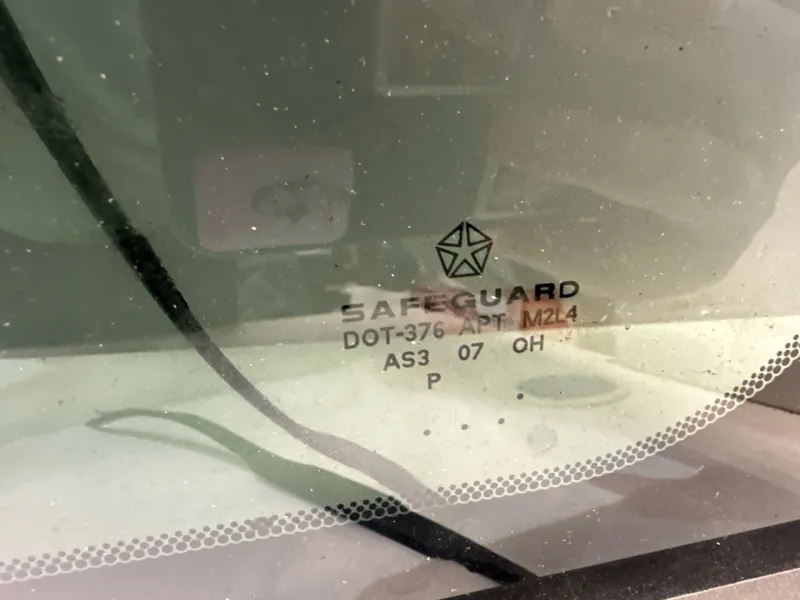 SAFEGUARD
DOT-376 APT M2L4
AS3 07 OH
P